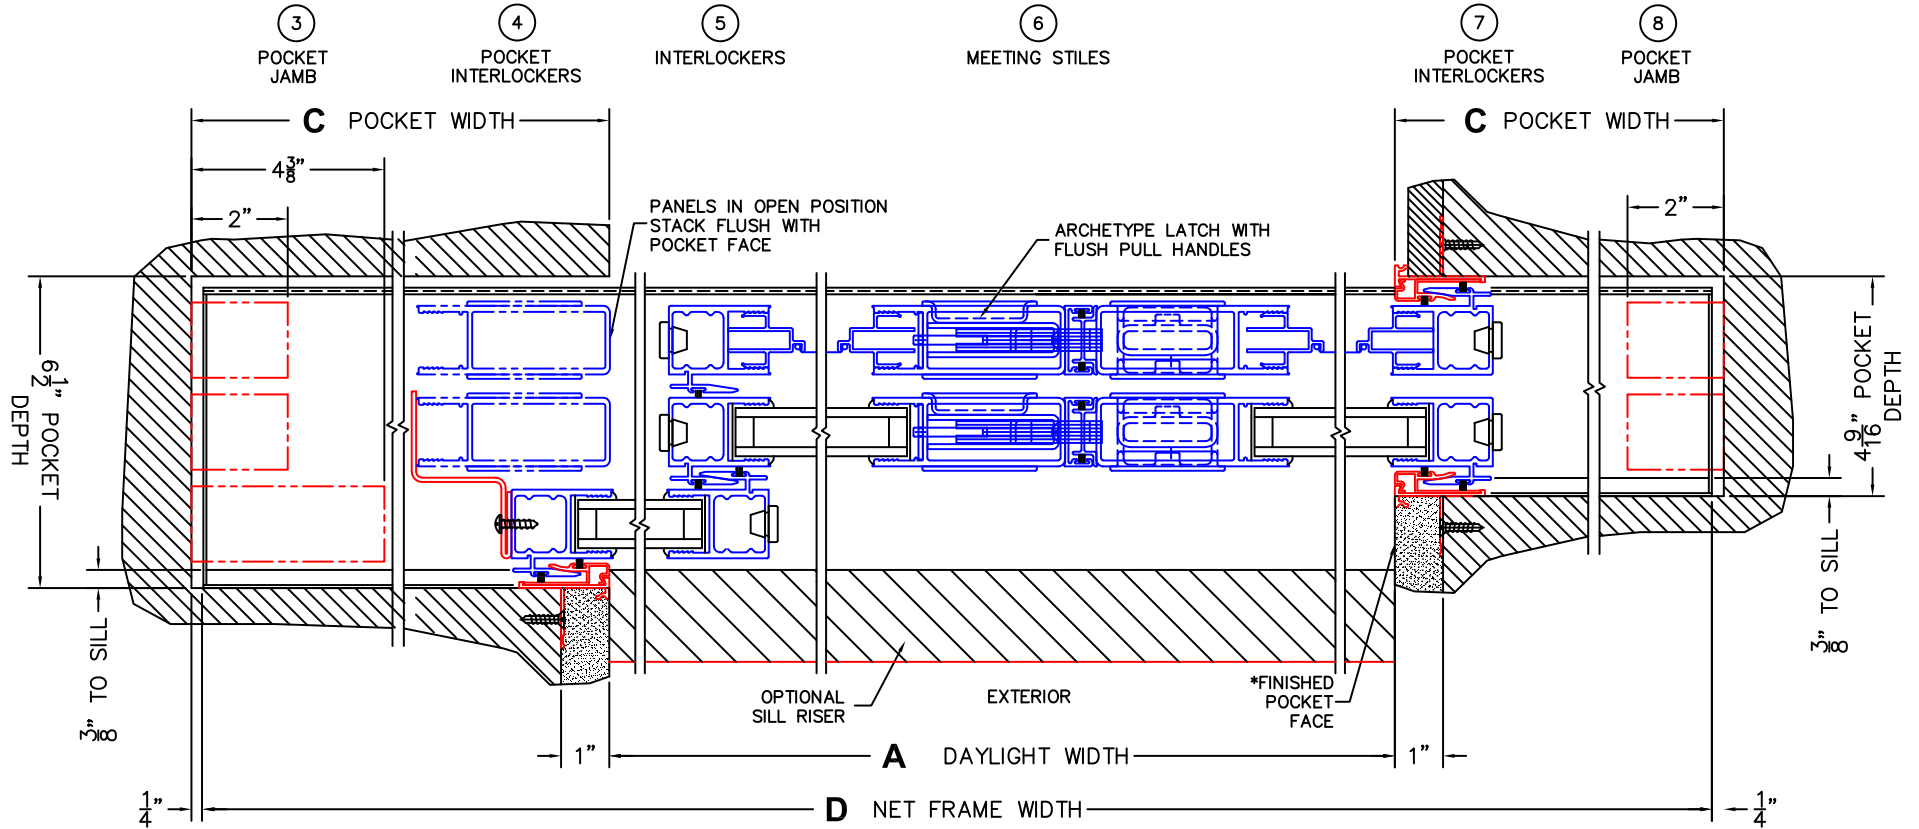 3
POCKET
JAMB
4
POCKET
INTERLOCKERS
5
INTERLOCKERS
6
MEETING STILES
7
POCKET
INTERLOCKERS
8
POCKET
JAMB
C POCKET WIDTH
C POCKET WIDTH
4 3/8"
2"
2"
PANELS IN OPEN POSITION
STACK FLUSH WITH
POCKET FACE
ARCHETYPE LATCH WITH
FLUSH PULL HANDLES
6 1/2" POCKET
DEPTH
4 9/16" POCKET
DEPTH
3/8" TO SILL
3/8" TO SILL
OPTIONAL
SILL RISER
EXTERIOR
*FINISHED
POCKET
FACE
1"
A DAYLIGHT WIDTH
1"
1/4"
D NET FRAME WIDTH
1/4"